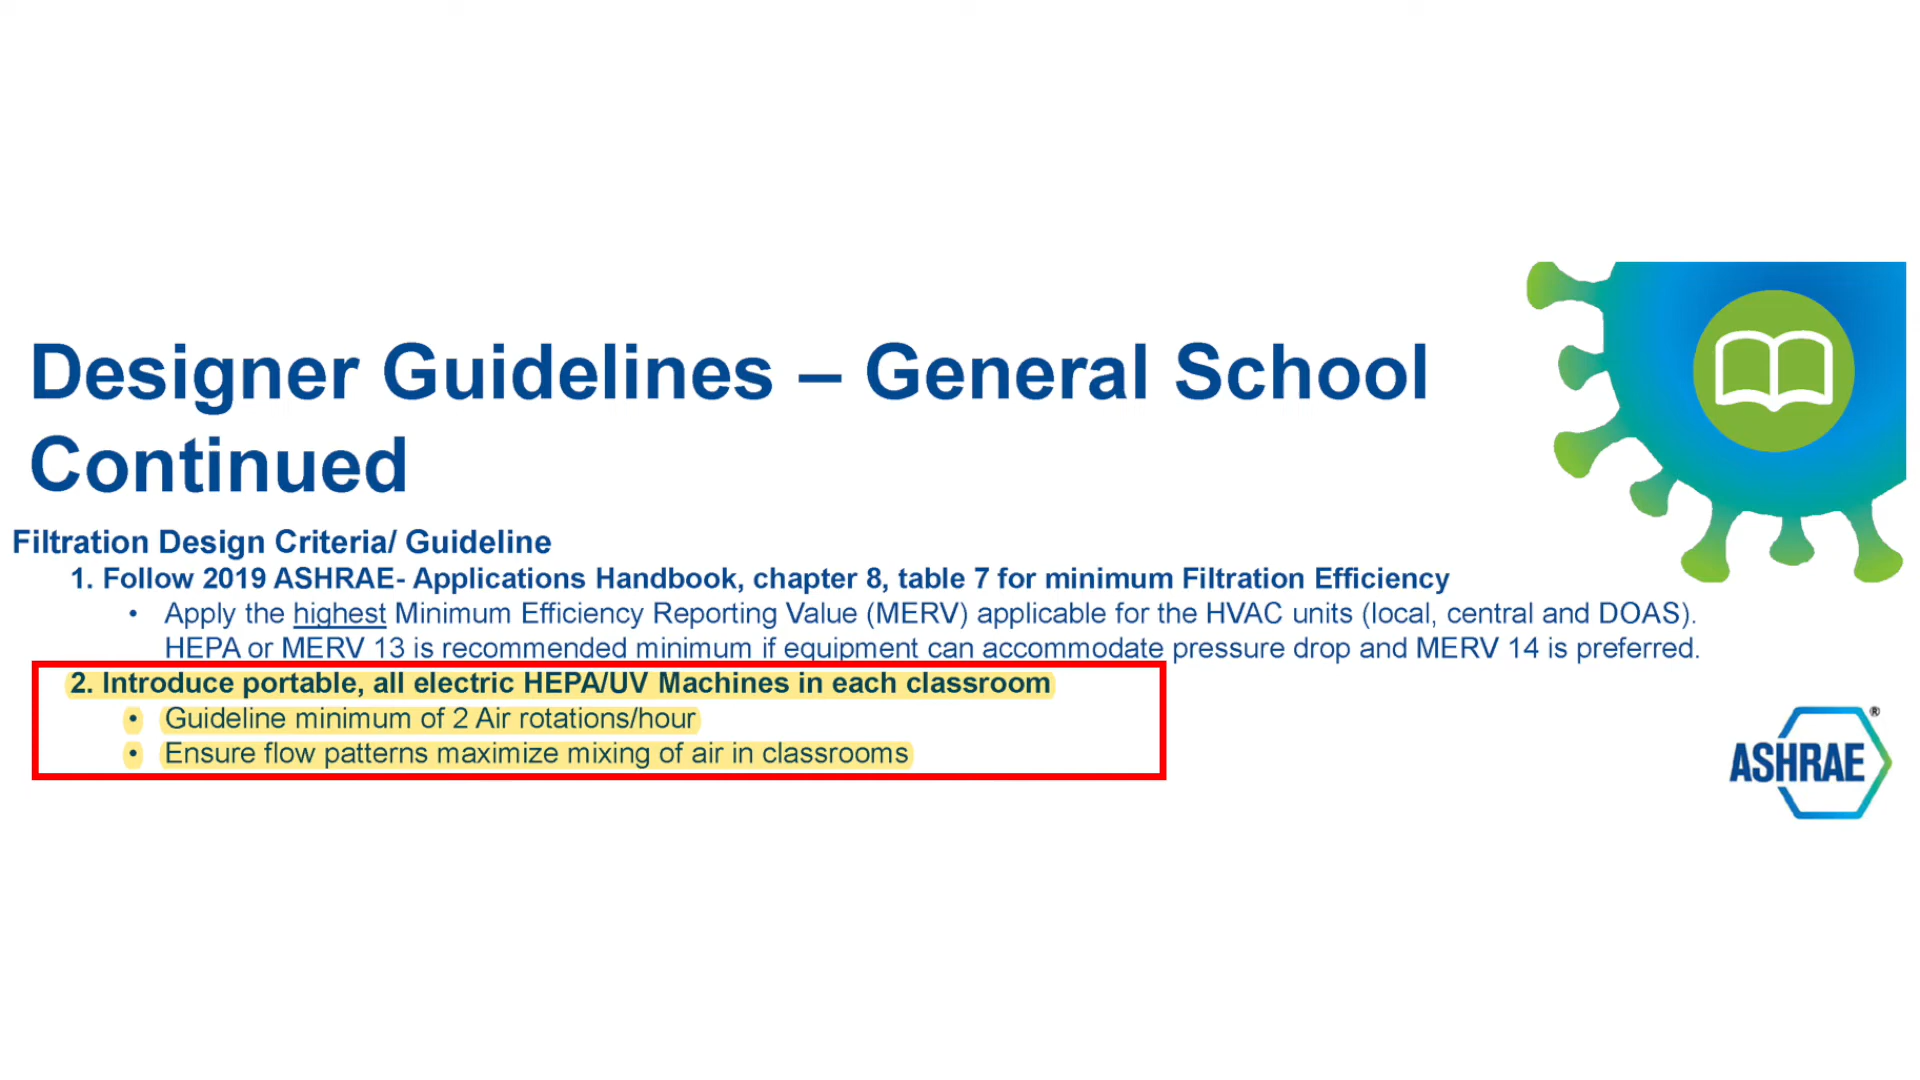 Designer Guidelines – General School
Continued
Filtration Design Criteria/ Guideline
1. Follow 2019 ASHRAE- Applications Handbook, chapter 8, table 7 for minimum Filtration Efficiency
• Apply the highest Minimum Efficiency Reporting Value (MERV) applicable for the HVAC units (local, central and DOAS).
HEPA or MERV 13 is recommended minimum if equipment can accommodate pressure drop and MERV 14 is preferred.
2. Introduce portable, all electric HEPA/UV Machines in each classroom
• Guideline minimum of 2 Air rotations/hour
• Ensure flow patterns maximize mixing of air in classrooms
ASHRAE®